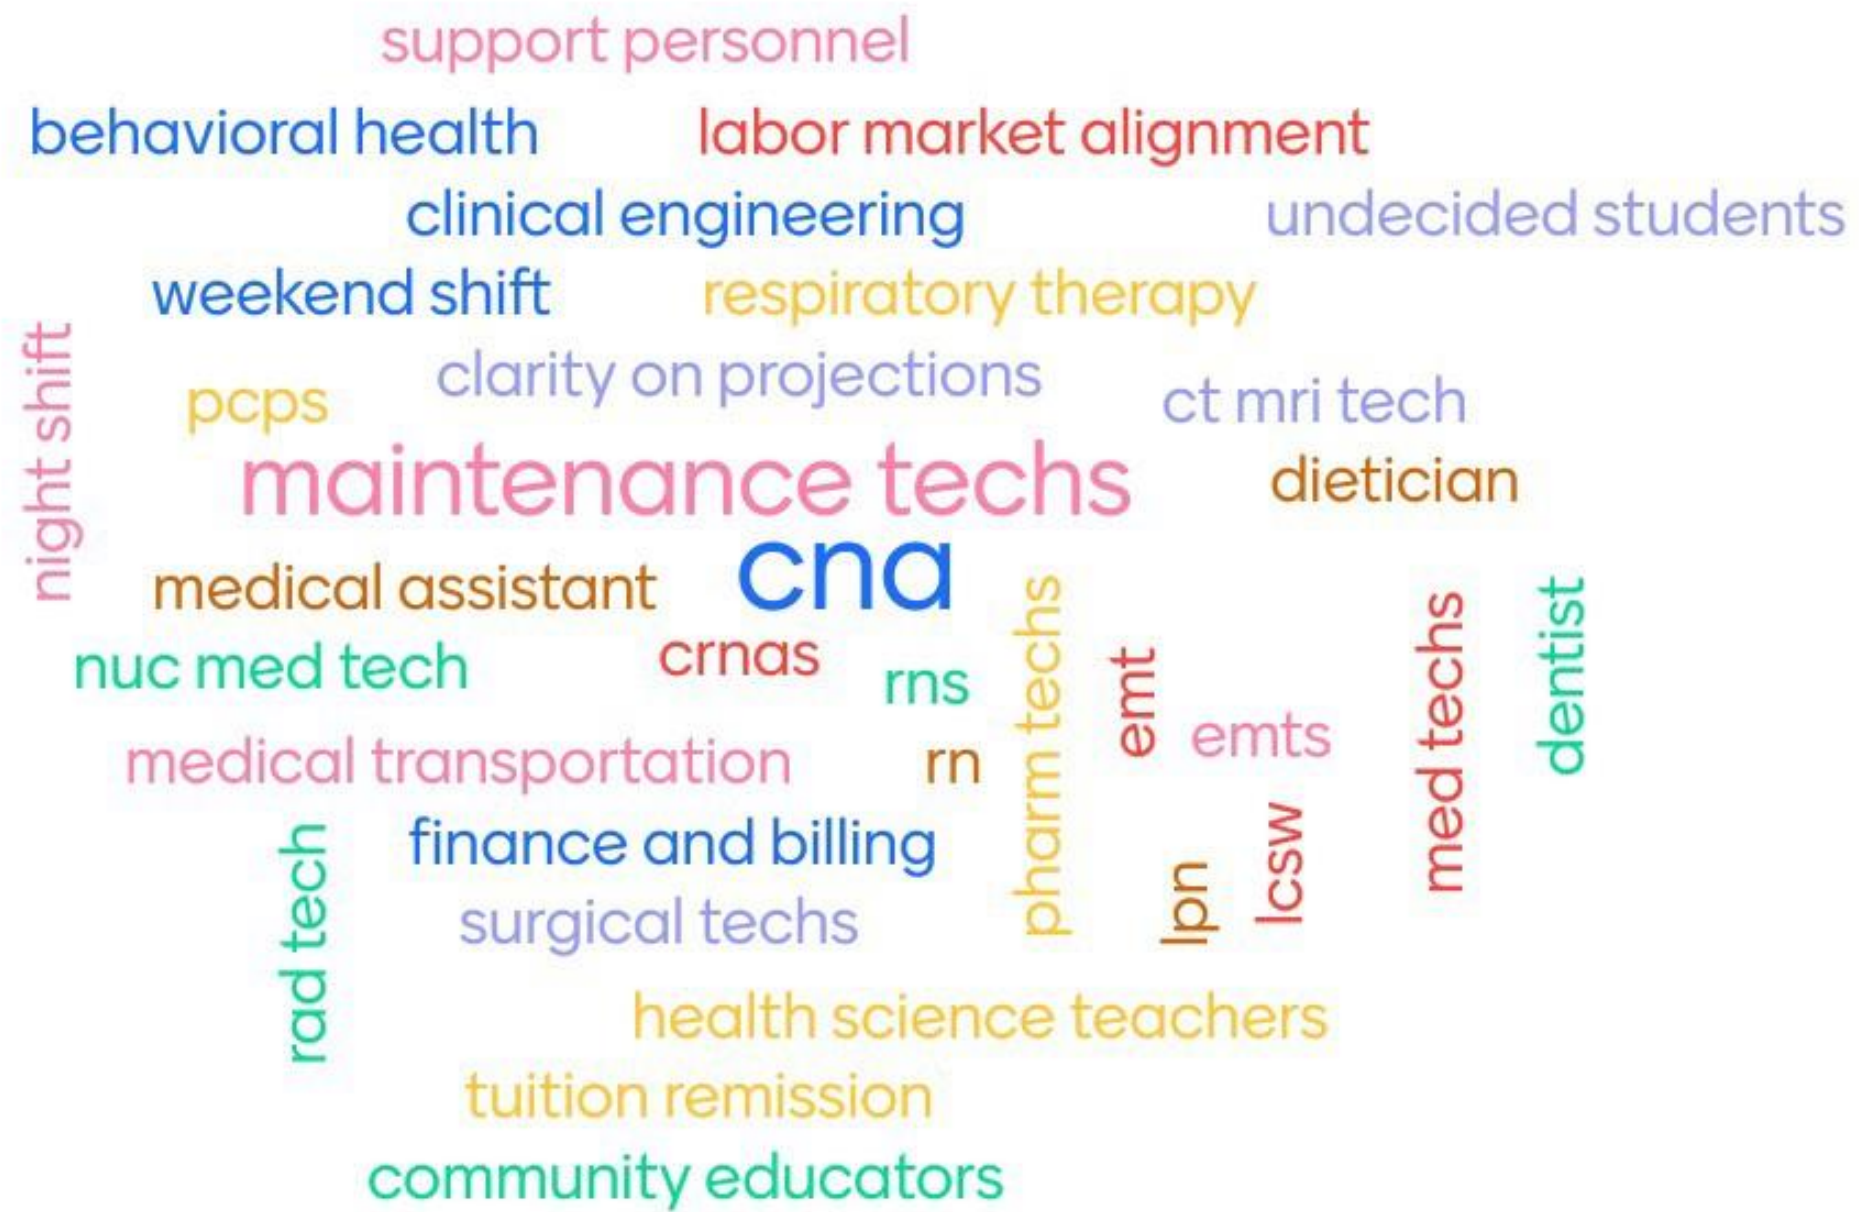 support personnel
behavioral health
labor market alignment
clinical engineering
undecided students
weekend shift
respiratory therapy
night shift
pcps
clarity on projections
ct mri tech
maintenance techs
dietician
medical assistant
cna
nuc med tech
crnas
rns
pharm techs
emt
emts
med techs
dentist
medical transportation
rn
rad tech
finance and billing
lpn
lcsw
surgical techs
health science teachers
tuition remission
community educators